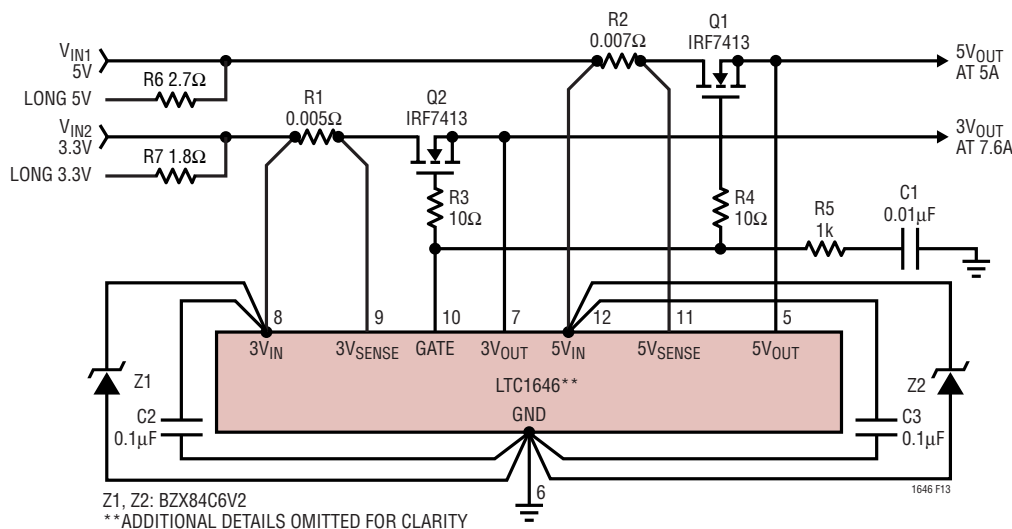 R2
0.007Ω
Q1
IRF7413
VIN1
5V
5VOUT
AT 5A
R6 2.7Ω
LONG 5V
R1
0.005Ω
Q2
IRF7413
VIN2
3.3V
3VOUT
AT 7.6A
R7 1.8Ω
LONG 3.3V
R3
10Ω
R4
10Ω
R5
1k
C1
0.01µF
8
9
10
7
12
11
5
3VIN
3VSENSE
GATE
3VOUT
5VIN
5VSENSE
5VOUT
Z1
LTC1646**
Z2
C2
0.1µF
GND
C3
0.1µF
6
1646 F13
Z1, Z2: BZX84C6V2
**ADDITIONAL DETAILS OMITTED FOR CLARITY